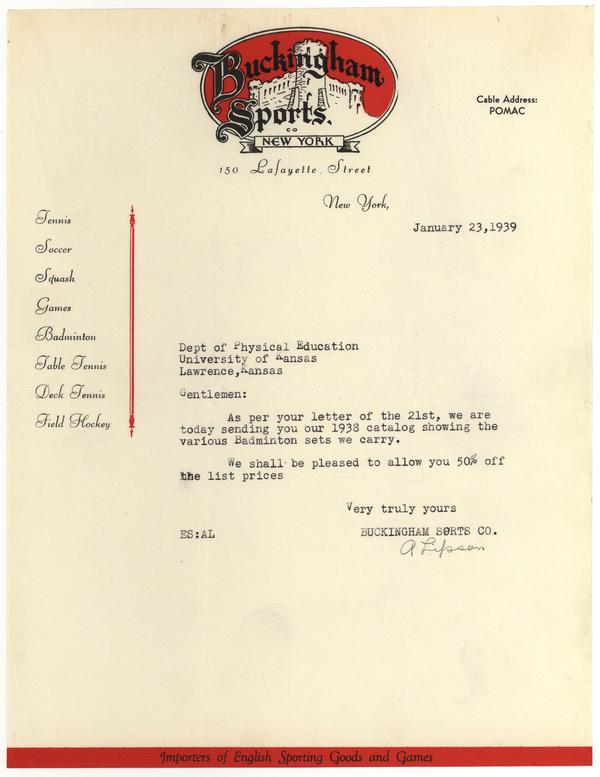 Buckingham
Sports
CO
NEW YORK
150 Lafayette Street
Cable Address:
POMAC
New York,
January 23,1939
Tennis
Soccer
Squash
Games
Badminton
Table Tennis
Deck Tennis
Field Hockey
Dept of Physical Education
University of Kansas
Lawrence,Kansas
Gentlemen:
As per your letter of the 21st, we are
today sending you our 1938 catalog showing the
various Badminton sets we carry.
We shall be pleased to allow you 50% off
the list prices
Very truly yours
ES:AL
BUCKINGHAM SORTS CO.
A Lipson
Importers of English Sporting Goods and Games